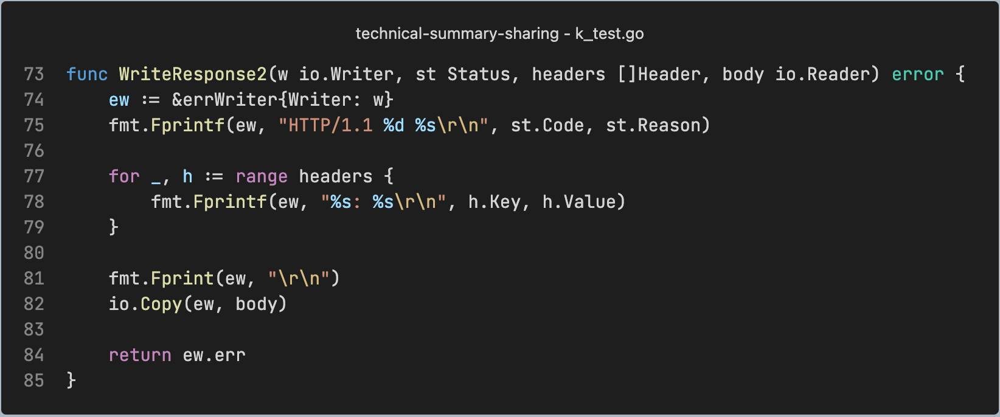 technical-summary-sharing - k_test.go
73 func WriteResponse2(w io.Writer, st Status, headers []Header, body io.Reader) error {
74     ew := &errWriter{Writer: w}
75     fmt.Fprintf(ew, "HTTP/1.1 %d %s\r\n", st.Code, st.Reason)
76
77     for _, h := range headers {
78         fmt.Fprintf(ew, "%s: %s\r\n", h.Key, h.Value)
79     }
80
81     fmt.Fprint(ew, "\r\n")
82     io.Copy(ew, body)
83
84     return ew.err
85 }